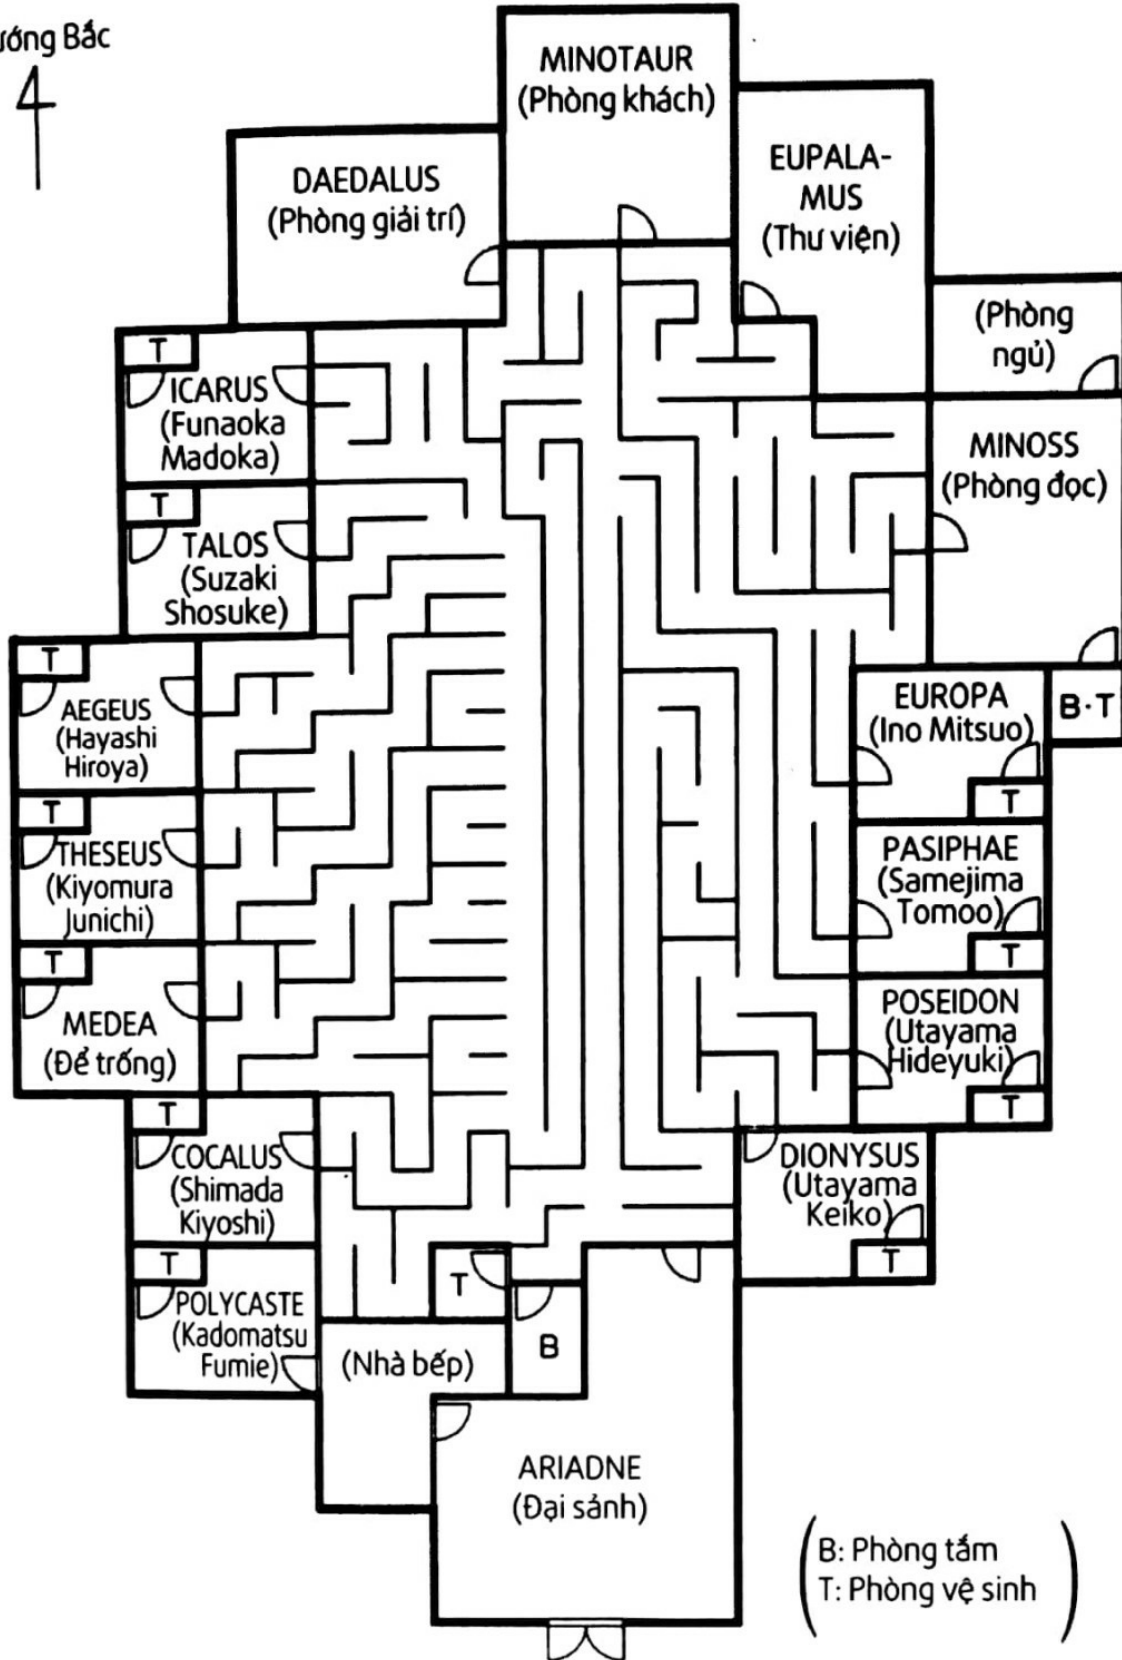 ướng Bắc
MINOTAUR
(Phòng khách)
EUPALA-
MUS
(Thư viện)
DAEDALUS
(Phòng giải trí)
(Phòng
ngủ)
T
ICARUS
(Funaoka
Madoka)
MINOSS
(Phòng đọc)
T
TALOS
(Suzaki
Shosuke)
T
AEGEUS
(Hayashi
Hiroya)
EUROPA
(Ino Mitsuo)
T
B·T
T
THESEUS
(Kiyomura
Junichi)
PASIPHAE
(Samejima
Tomoo)
T
T
MEDEA
(Để trống)
POSEIDON
(Utayama
Hideyuki)
T
T
COCALUS
(Shimada
Kiyoshi)
DIONYSUS
(Utayama
Keiko)
T
T
POLYCASTE
(Kadomatsu
Fumie)
T
B
(Nhà bếp)
ARIADNE
(Đại sảnh)
B: Phòng tắm
T: Phòng vệ sinh